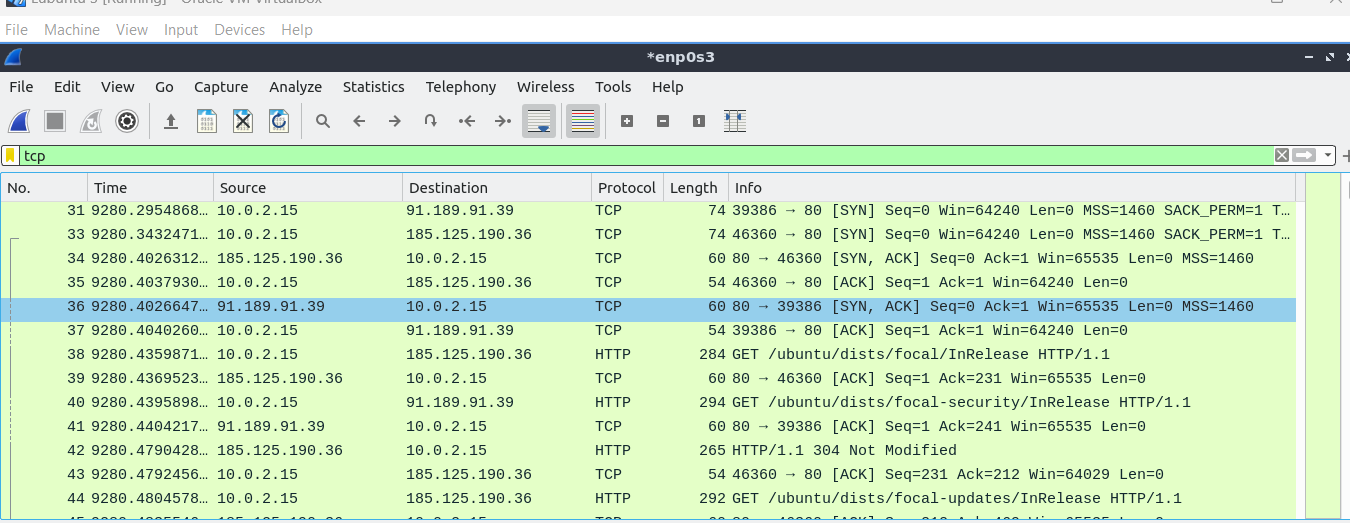 File Machine View Input Devices Help
*enp0s3
File Edit View Go Capture Analyze Statistics Telephony Wireless Tools Help
tcp
No. Time Source Destination Protocol Length Info
31 9280.2954868… 10.0.2.15 91.189.91.39 TCP 74 39386 → 80 [SYN] Seq=0 Win=64240 Len=0 MSS=1460 SACK_PERM=1 T…
33 9280.3432471… 10.0.2.15 185.125.190.36 TCP 74 46360 → 80 [SYN] Seq=0 Win=64240 Len=0 MSS=1460 SACK_PERM=1 T…
34 9280.4026312… 185.125.190.36 10.0.2.15 TCP 60 80 → 46360 [SYN, ACK] Seq=0 Ack=1 Win=65535 Len=0 MSS=1460
35 9280.4037930… 10.0.2.15 185.125.190.36 TCP 54 46360 → 80 [ACK] Seq=1 Ack=1 Win=64240 Len=0
36 9280.4026647… 91.189.91.39 10.0.2.15 TCP 60 80 → 39386 [SYN, ACK] Seq=0 Ack=1 Win=65535 Len=0 MSS=1460
37 9280.4040260… 10.0.2.15 91.189.91.39 TCP 54 39386 → 80 [ACK] Seq=1 Ack=1 Win=64240 Len=0
38 9280.4359871… 10.0.2.15 185.125.190.36 HTTP 284 GET /ubuntu/dists/focal/InRelease HTTP/1.1
39 9280.4369523… 185.125.190.36 10.0.2.15 TCP 60 80 → 46360 [ACK] Seq=1 Ack=231 Win=65535 Len=0
40 9280.4395898… 10.0.2.15 91.189.91.39 HTTP 294 GET /ubuntu/dists/focal-security/InRelease HTTP/1.1
41 9280.4404217… 91.189.91.39 10.0.2.15 TCP 60 80 → 39386 [ACK] Seq=1 Ack=241 Win=65535 Len=0
42 9280.4790428… 185.125.190.36 10.0.2.15 HTTP 265 HTTP/1.1 304 Not Modified
43 9280.4792456… 10.0.2.15 185.125.190.36 TCP 54 46360 → 80 [ACK] Seq=231 Ack=212 Win=64029 Len=0
44 9280.4804578… 10.0.2.15 185.125.190.36 HTTP 292 GET /ubuntu/dists/focal-updates/InRelease HTTP/1.1